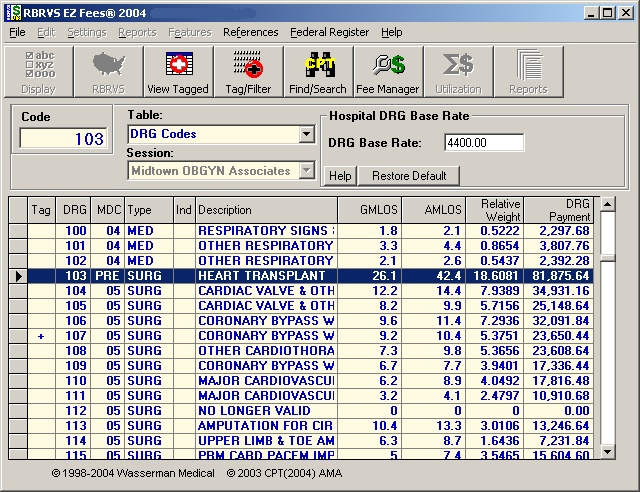 RBRVS EZ Fees® 2004
File Edit Settings Reports Features References Federal Register Help
abc
xyz
ooo
CPT
Σ$
Display RBRVS View Tagged Tag/Filter Find/Search Fee Manager Utilization Reports
Code
103
Table:
DRG Codes
Session:
Midtown OBGYN Associates
Hospital DRG Base Rate
DRG Base Rate: 4400.00
Help Restore Default
Tag DRG MDC Type Ind Description GMLOS AMLOS Relative Weight DRG Payment
100 04 MED RESPIRATORY SIGNS 1.8 2.1 0.5222 2,297.68
101 04 MED OTHER RESPIRATORY 3.3 4.4 0.8654 3,807.76
102 04 MED OTHER RESPIRATORY 2.1 2.6 0.5437 2,392.28
103 PRE SURG HEART TRANSPLANT 26.1 42.4 18.6081 81,875.64
104 05 SURG CARDIAC VALVE & OTH 12.2 14.4 7.9389 34,931.16
105 05 SURG CARDIAC VALVE & OTH 8.2 9.9 5.7156 25,148.64
106 05 SURG CORONARY BYPASS W 9.6 11.4 7.2936 32,091.84
+ 107 05 SURG CORONARY BYPASS W 9.2 10.4 5.3751 23,650.44
108 05 SURG OTHER CARDIOTHORA 7.3 9.8 5.3656 23,608.64
109 05 SURG CORONARY BYPASS W 6.7 7.7 3.9401 17,336.44
110 05 SURG MAJOR CARDIOVASCUI 6.2 8.9 4.0492 17,816.48
111 05 SURG MAJOR CARDIOVASCUI 3.2 4.1 2.4797 10,910.68
112 05 SURG NO LONGER VALID 0 0 0 0.00
113 05 SURG AMPUTATION FOR CIR 10.4 13.3 3.0106 13,246.64
114 05 SURG UPPER LIMB & TOE AM 6.3 8.7 1.6436 7,231.84
115 05 SURG PRM CARD PACEM IMP 5 7.4 3.5465 15,604.60
© 1998-2004 Wasserman Medical © 2003 CPT(2004) AMA